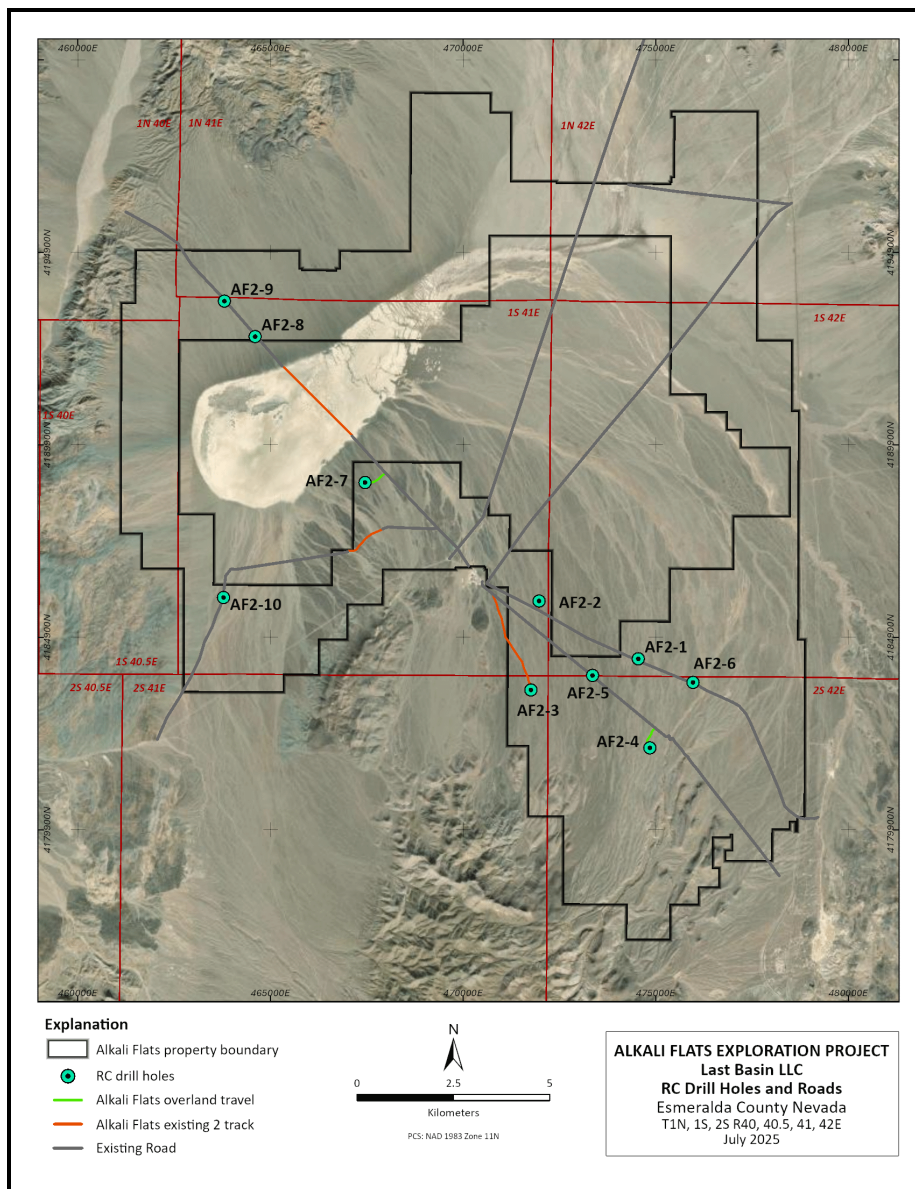 460000E
465000E
470000E
475000E
480000E
1N 40E
1N 41E
1N 42E
4194900N
4194900N
AF2-9
AF2-8
1S 41E
1S 42E
1S 40E
4189900N
4189900N
AF2-7
AF2-10
AF2-2
4184900N
4184900N
AF2-1
AF2-6
AF2-5
1S 40.5E
2S 40.5E
2S 41E
2S 42E
AF2-3
AF2-4
4179900N
4179900N
460000E
465000E
470000E
475000E
480000E
Explanation
Alkali Flats property boundary
RC drill holes
Alkali Flats overland travel
Alkali Flats existing 2 track
Existing Road
N
0
2.5
5
Kilometers
PCS: NAD 1983 Zone 11N
ALKALI FLATS EXPLORATION PROJECT
Last Basin LLC
RC Drill Holes and Roads
Esmeralda County Nevada
T1N, 1S, 2S R40, 40.5, 41, 42E
July 2025